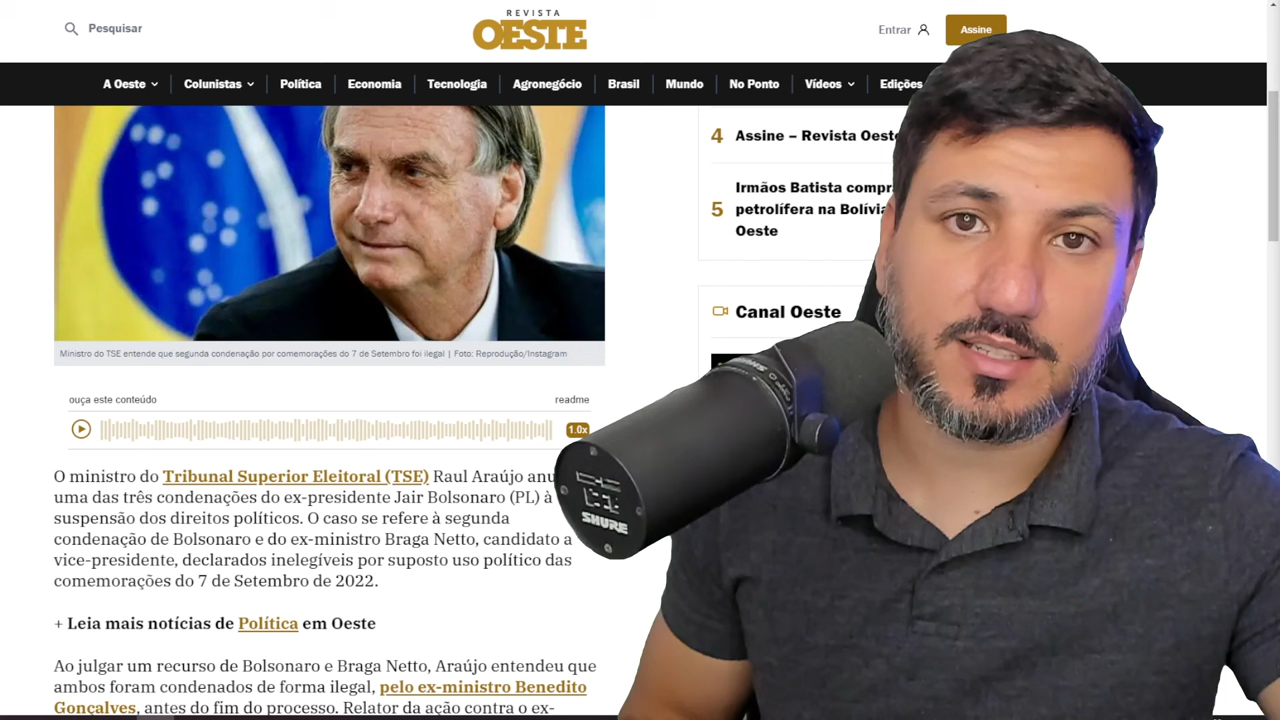 Pesquisar
REVISTA
OESTE
Entrar
Assine
A Oeste
Colunistas
Política
Economia
Tecnologia
Agronegócio
Brasil
Mundo
No Ponto
Vídeos
Edições
4 Assine – Revista Oeste
5 Irmãos Batista
petrolífera na Bolívia
Oeste
Canal Oeste
Ministro do TSE entende que segunda condenação por comemorações do 7 de Setembro foi ilegal | Foto: Reprodução/Instagram
ouça este conteúdo
readme
1.0x
SHURE
O ministro do Tribunal Superior Eleitoral (TSE) Raul Araújo
uma das três condenações do ex-presidente Jair Bolsonaro (PL) à
suspensão dos direitos políticos. O caso se refere à segunda
condenação de Bolsonaro e do ex-ministro Braga Netto, candidato a
vice-presidente, declarados inelegíveis por suposto uso político das
comemorações do 7 de Setembro de 2022.
+ Leia mais notícias de Política em Oeste
Ao julgar um recurso de Bolsonaro e Braga Netto, Araújo entendeu que
ambos foram condenados de forma ilegal, pelo ex-ministro Benedito
Gonçalves, antes do fim do processo. Relator da ação contra o ex-